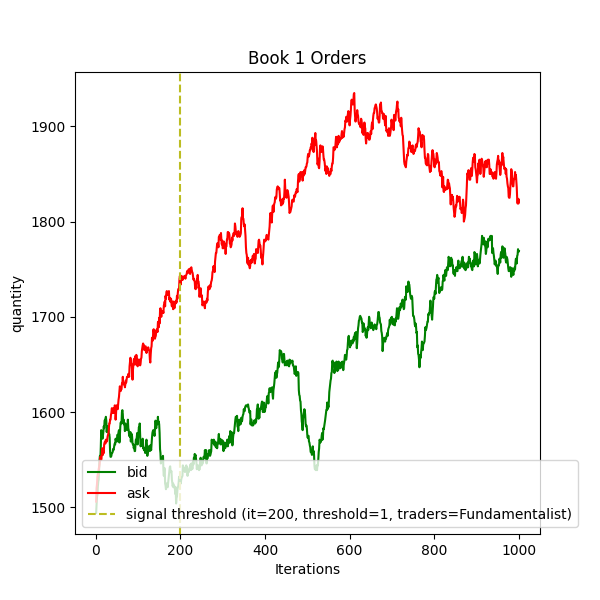 Book 1 Orders
quantity
1900
1800
1700
1600
1500
bid
ask
signal threshold (it=200, threshold=1, traders=Fundamentalist)
0 200 400 600 800 1000
Iterations